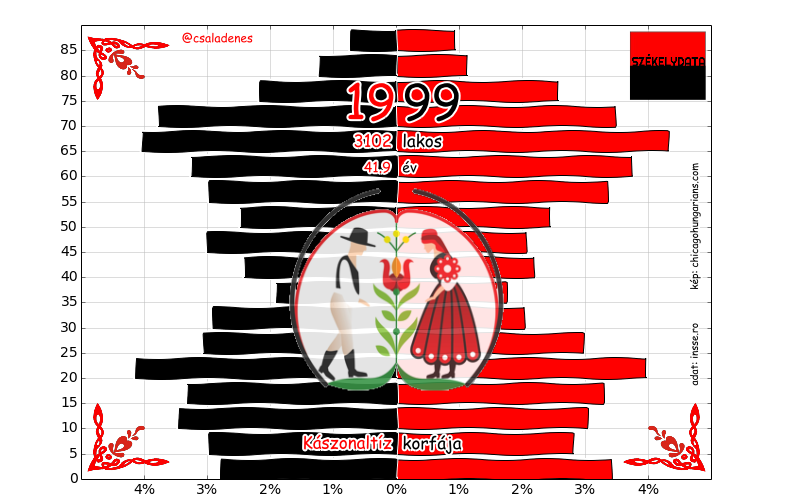 @csaladenes
SZÉKELYDATA
1999
3102 lakos
41,9 év
kép: chicagohungarians.com
adat: insse.ro
Kászonaltíz korfája
85
80
75
70
65
60
55
50
45
40
35
30
25
20
15
10
5
0
4% 3% 2% 1% 0% 1% 2% 3% 4%